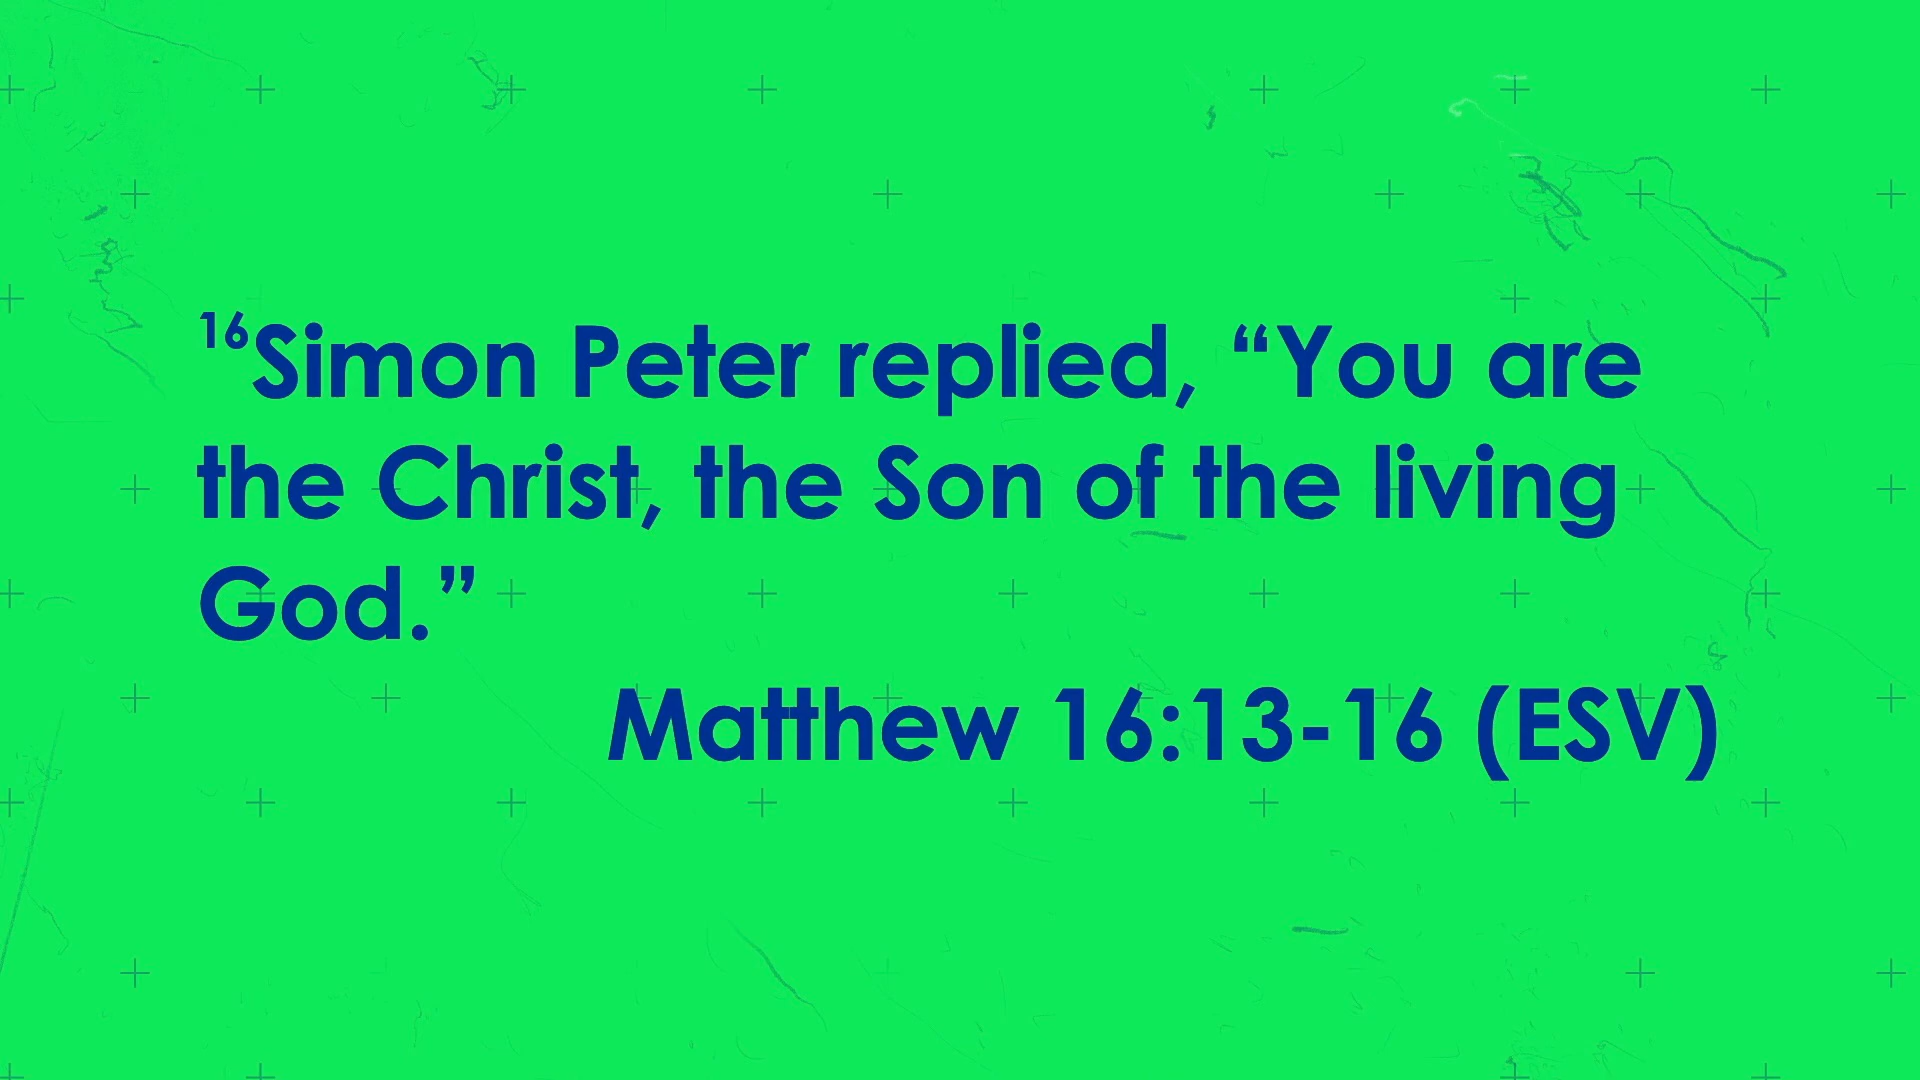 16Simon Peter replied, “You are
the Christ, the Son of the living
God.”
Matthew 16:13-16 (ESV)